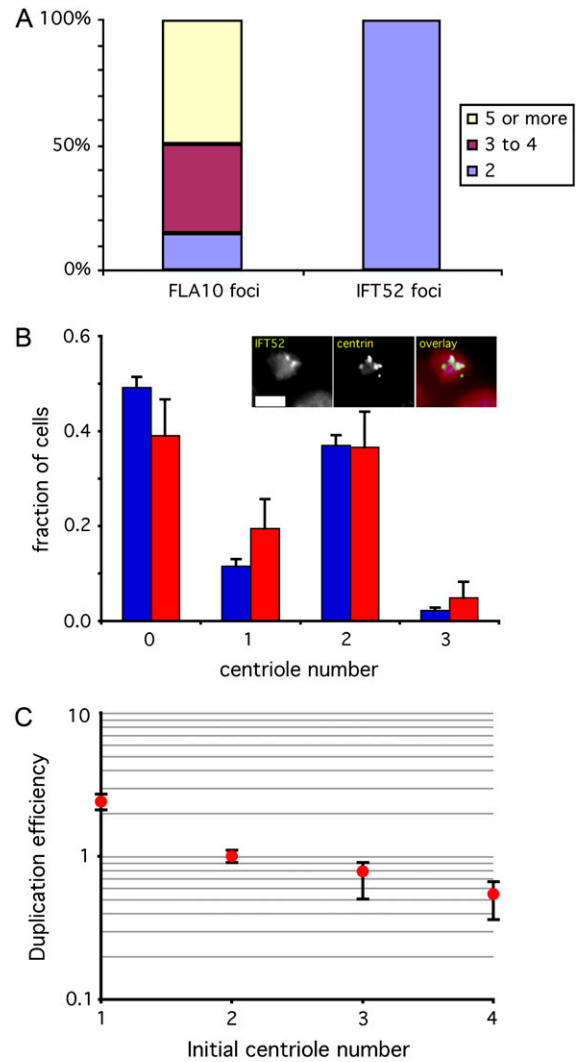 A
100%
50%
0%
FLA10 foci
IFT52 foci
5 or more
3 to 4
2
B
0.6
0.4
0.2
0.0
fraction of cells
IFT52
centrin
overlay
0
1
2
3
centriole number
C
10
1
0.1
Duplication efficiency
1
2
3
4
Initial centriole number